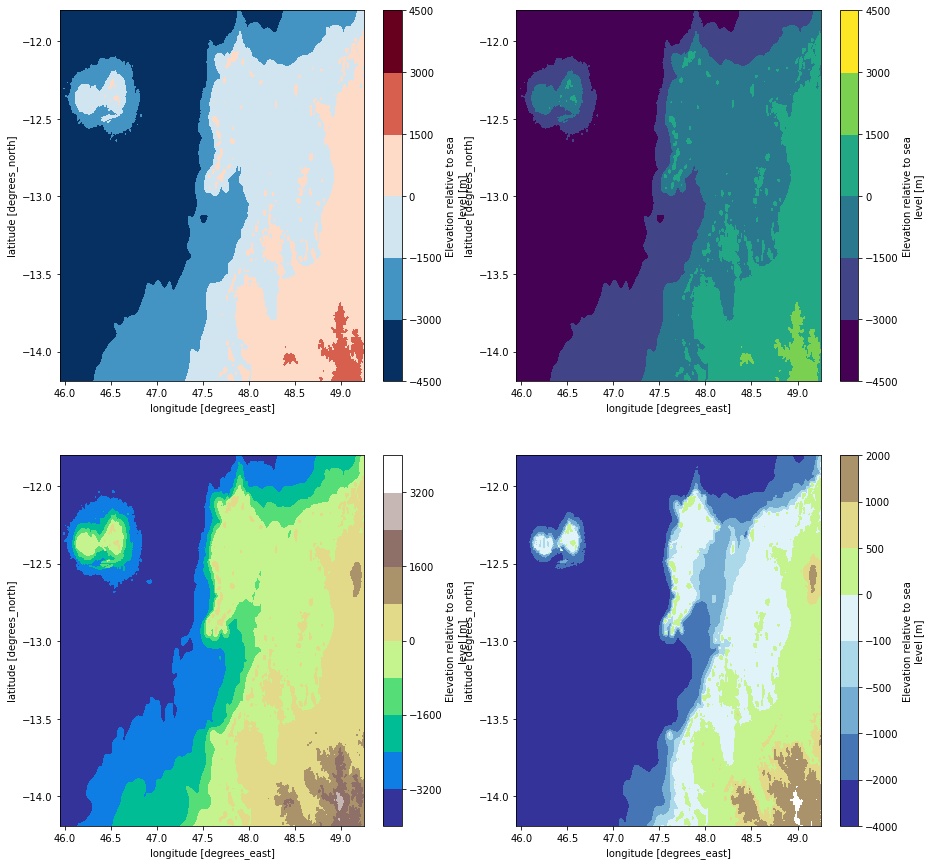 −12.0
−12.5
−13.0
−13.5
−14.0
46.0 46.5 47.0 47.5 48.0 48.5 49.0
longitude [degrees_east]
latitude [degrees_north]
4500
3000
1500
0
−1500
−3000
−4500
Elevation relative to sea
level [m]
−12.0
−12.5
−13.0
−13.5
−14.0
46.0 46.5 47.0 47.5 48.0 48.5 49.0
longitude [degrees_east]
latitude [degrees_north]
4500
3000
1500
0
−1500
−3000
−4500
Elevation relative to sea
level [m]
−12.0
−12.5
−13.0
−13.5
−14.0
46.0 46.5 47.0 47.5 48.0 48.5 49.0
longitude [degrees_east]
latitude [degrees_north]
3200
1600
0
−1600
−3200
Elevation relative to sea
level [m]
−12.0
−12.5
−13.0
−13.5
−14.0
46.0 46.5 47.0 47.5 48.0 48.5 49.0
longitude [degrees_east]
latitude [degrees_north]
2000
1000
500
0
−100
−500
−1000
−2000
−4000
Elevation relative to sea
level [m]